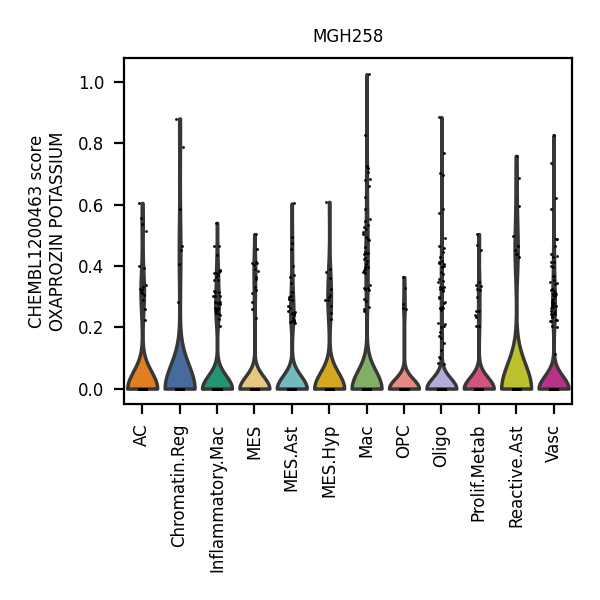 MGH258
CHEMBL1200463 score
OXAPROZIN POTASSIUM
1.0
0.8
0.6
0.4
0.2
0.0
AC
Chromatin.Reg
Inflammatory.Mac
MES
MES.Ast
MES.Hyp
Mac
OPC
Oligo
Prolif.Metab
Reactive.Ast
Vasc